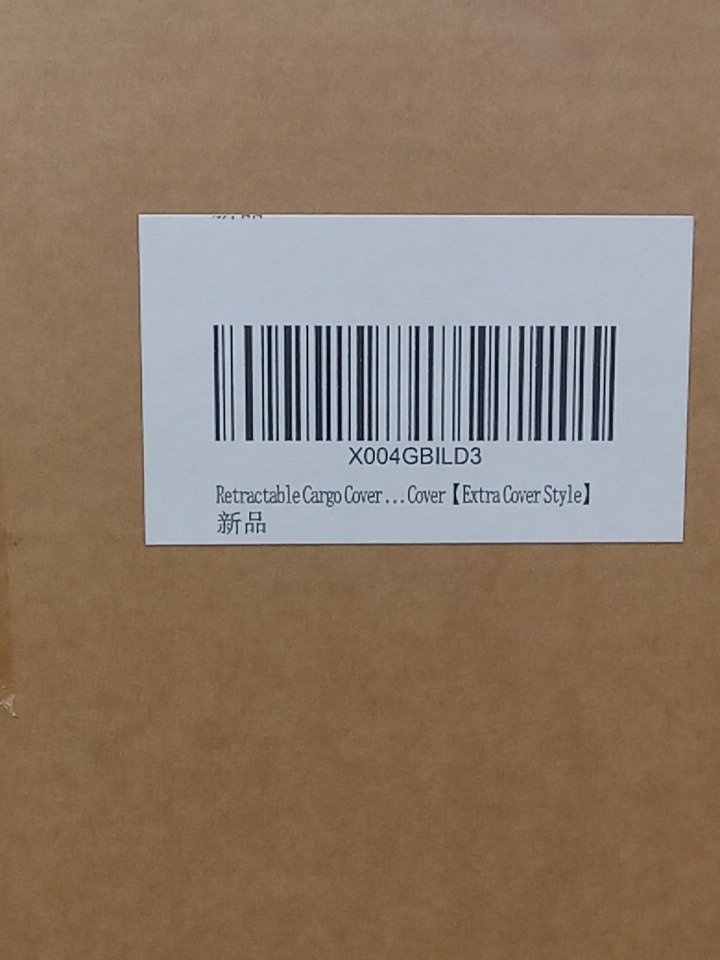 X004GBILD3
Retractable Cargo Cover ... Cover【Extra Cover Style】
新品